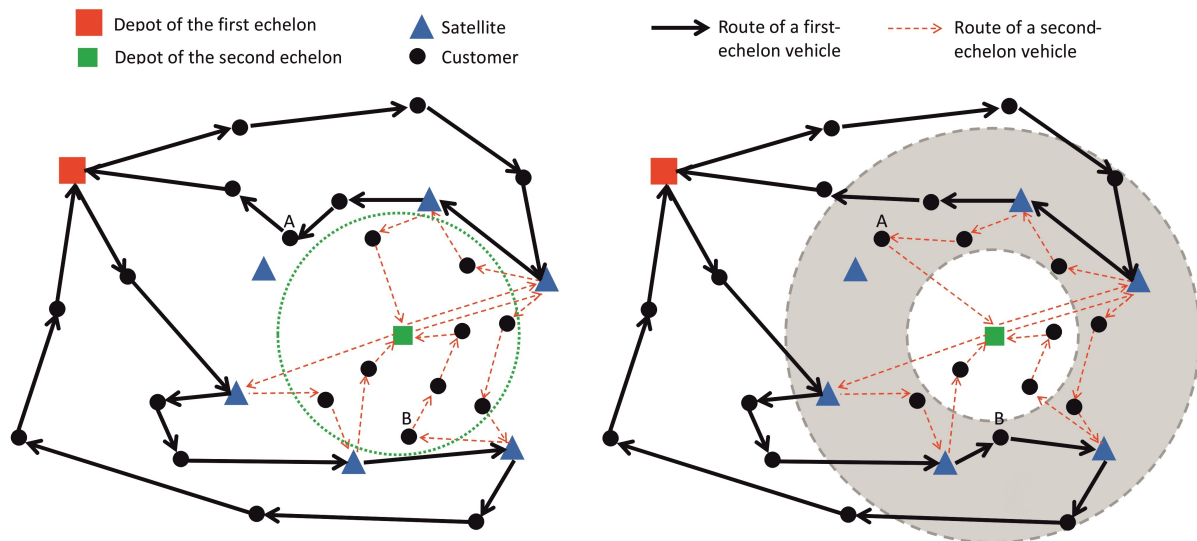 Depot of the first echelon
Satellite
Depot of the second echelon
Customer
Route of a first-
echelon vehicle
Route of a second-
echelon vehicle
A
B
A
B